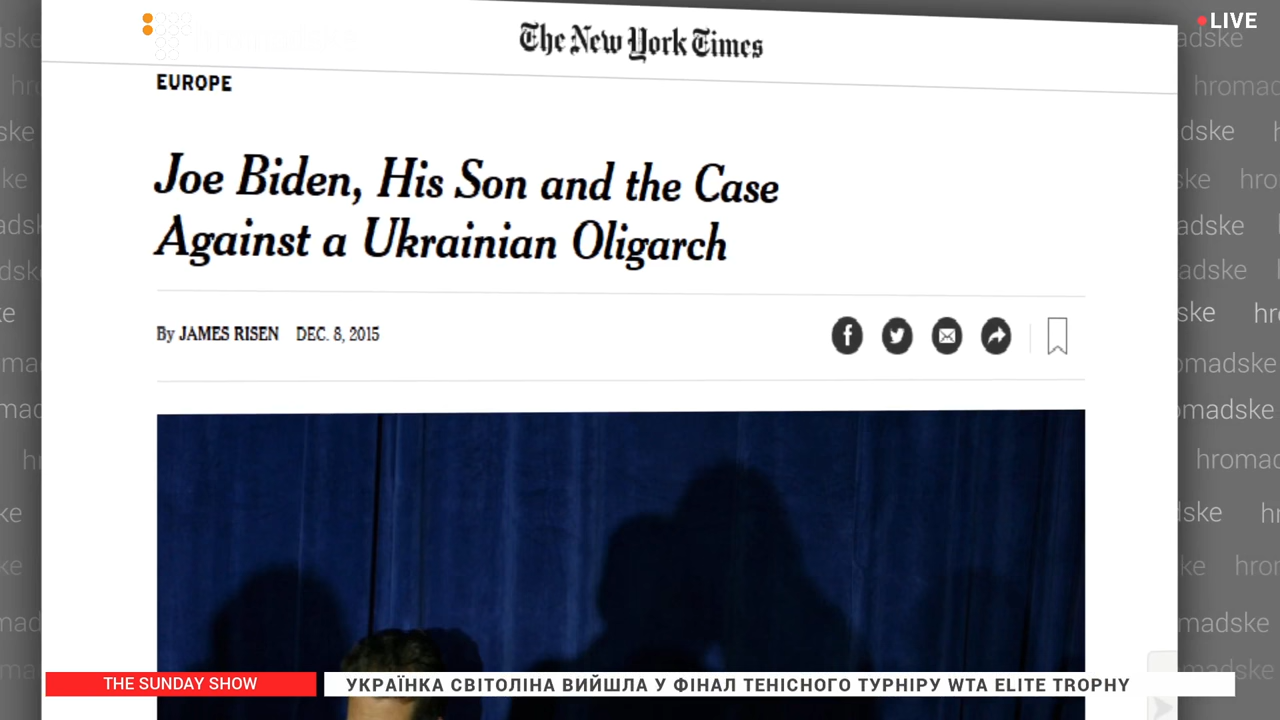 LIVE
The New York Times
EUROPE
Joe Biden, His Son and the Case
Against a Ukrainian Oligarch
By JAMES RISEN DEC. 8, 2015
THE SUNDAY SHOW
УКРАЇНКА СВІТОЛІНА ВИЙШЛА У ФІНАЛ ТЕНІСНОГО ТУРНІРУ WTA ELITE TROPHY
hromadske